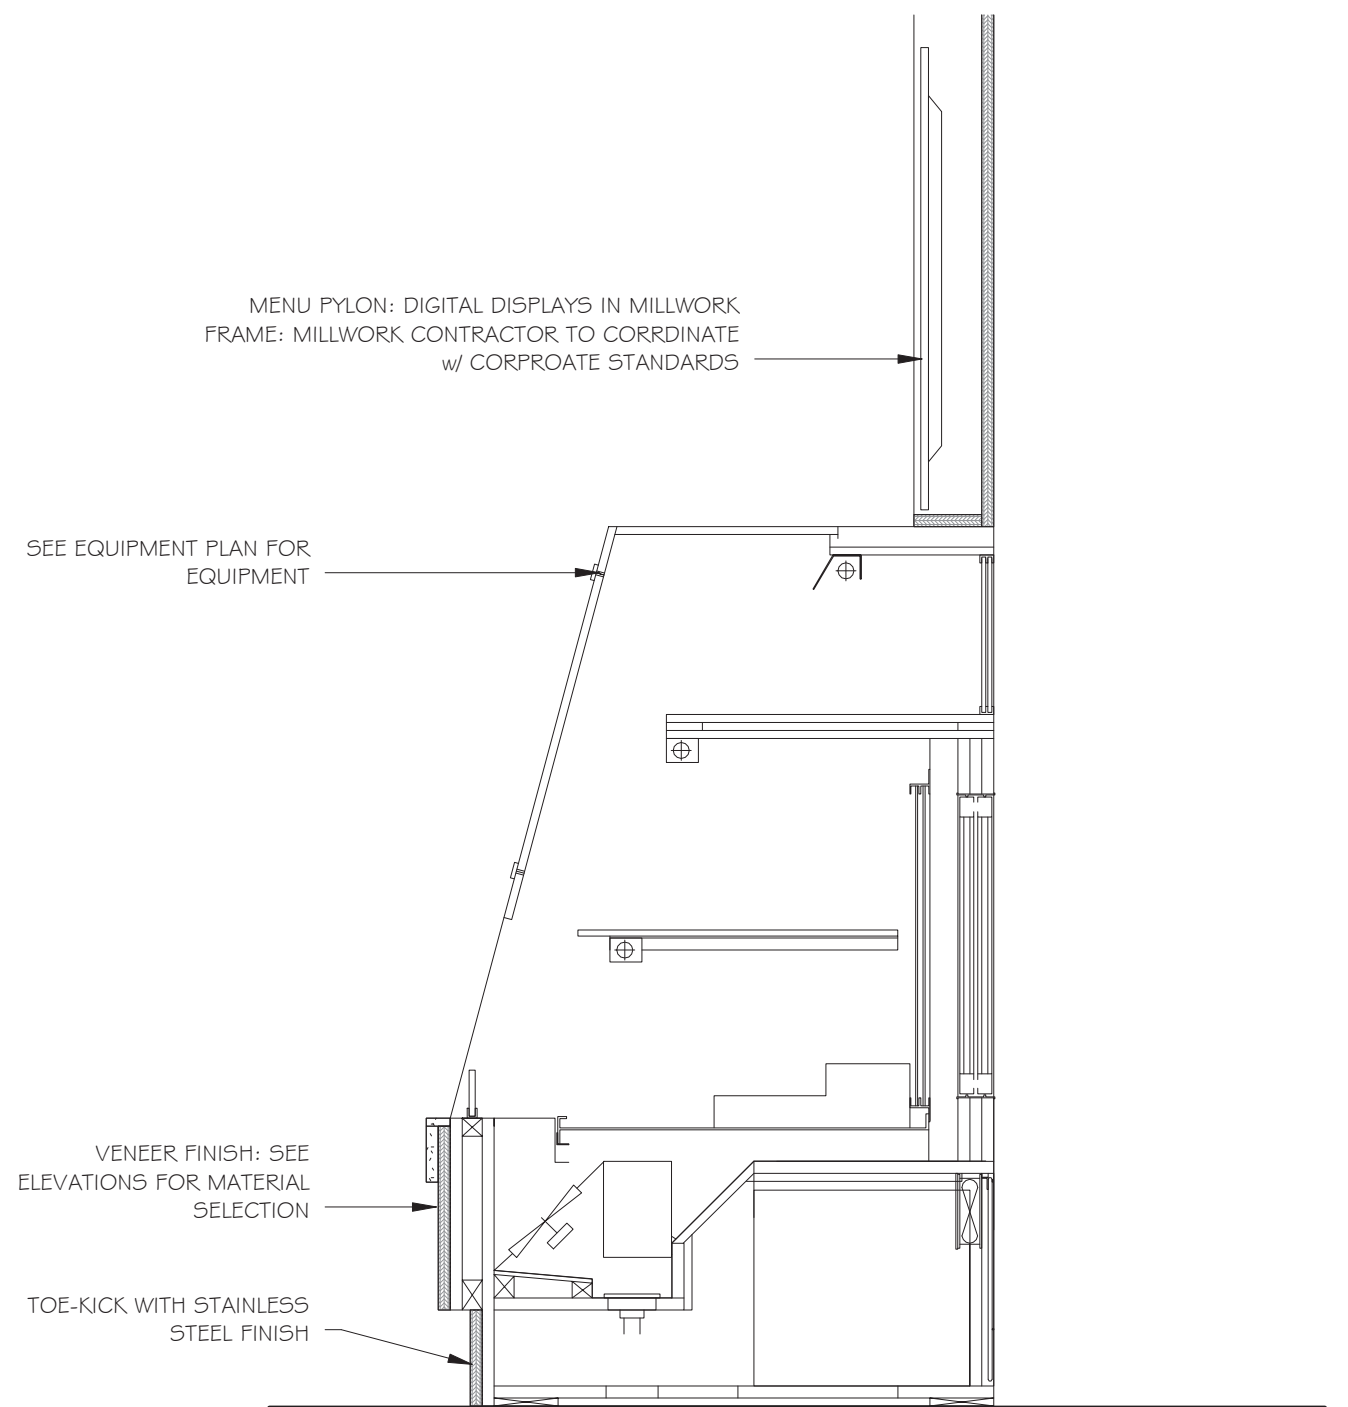 MENU PYLON: DIGITAL DISPLAYS IN MILLWORK
FRAME: MILLWORK CONTRACTOR TO CORRDINATE
w/ CORPROATE STANDARDS
SEE EQUIPMENT PLAN FOR
EQUIPMENT
VENEER FINISH: SEE
ELEVATIONS FOR MATERIAL
SELECTION
TOE-KICK WITH STAINLESS
STEEL FINISH